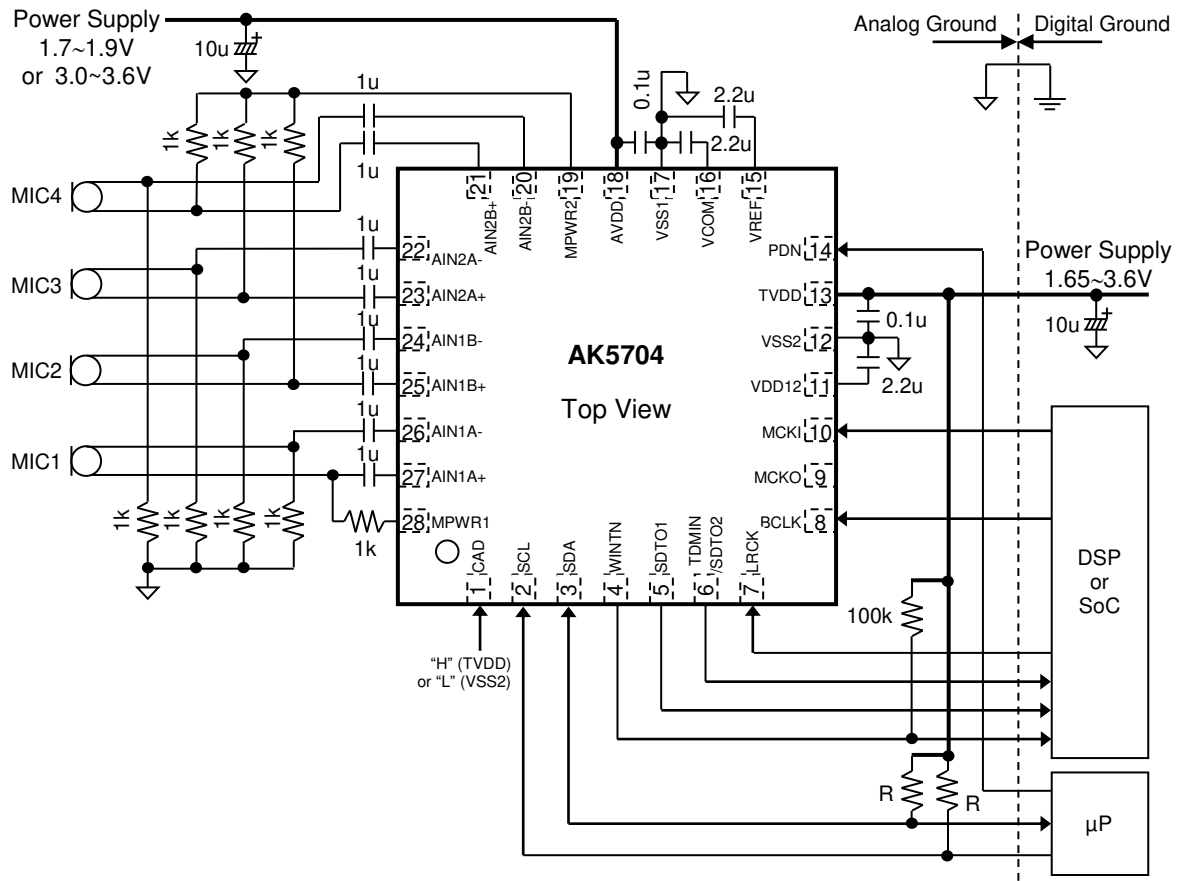 Power Supply
1.7~1.9V
or 3.0~3.6V
10u
+
Analog Ground
Digital Ground
1u
1u
0.1u
2.2u
2.2u
1k
1k
1k
MIC4
MIC3
MIC2
MIC1
21
20
19
18
17
16
15
AIN2B+
AIN2B-
MPWR2
AVDD
VSS1
VCOM
VREF
1u
22
AIN2A-
1u
23
AIN2A+
1u
24
AIN1B-
1u
25
AIN1B+
1u
26
AIN1A-
1u
27
AIN1A+
28
MPWR1
1k
1k
1k
1k
1k
AK5704
Top View
PDN
14
TVDD
13
VSS2
12
VDD12
11
MCKI
10
MCKO
9
BCLK
8
Power Supply
1.65~3.6V
10u
+
0.1u
2.2u
CAD
SCL
SDA
WINTN
SDTO1
TDMIN
/SDTO2
LRCK
1
2
3
4
5
6
7
"H" (TVDD)
or "L" (VSS2)
100k
DSP
or
SoC
R
R
µP